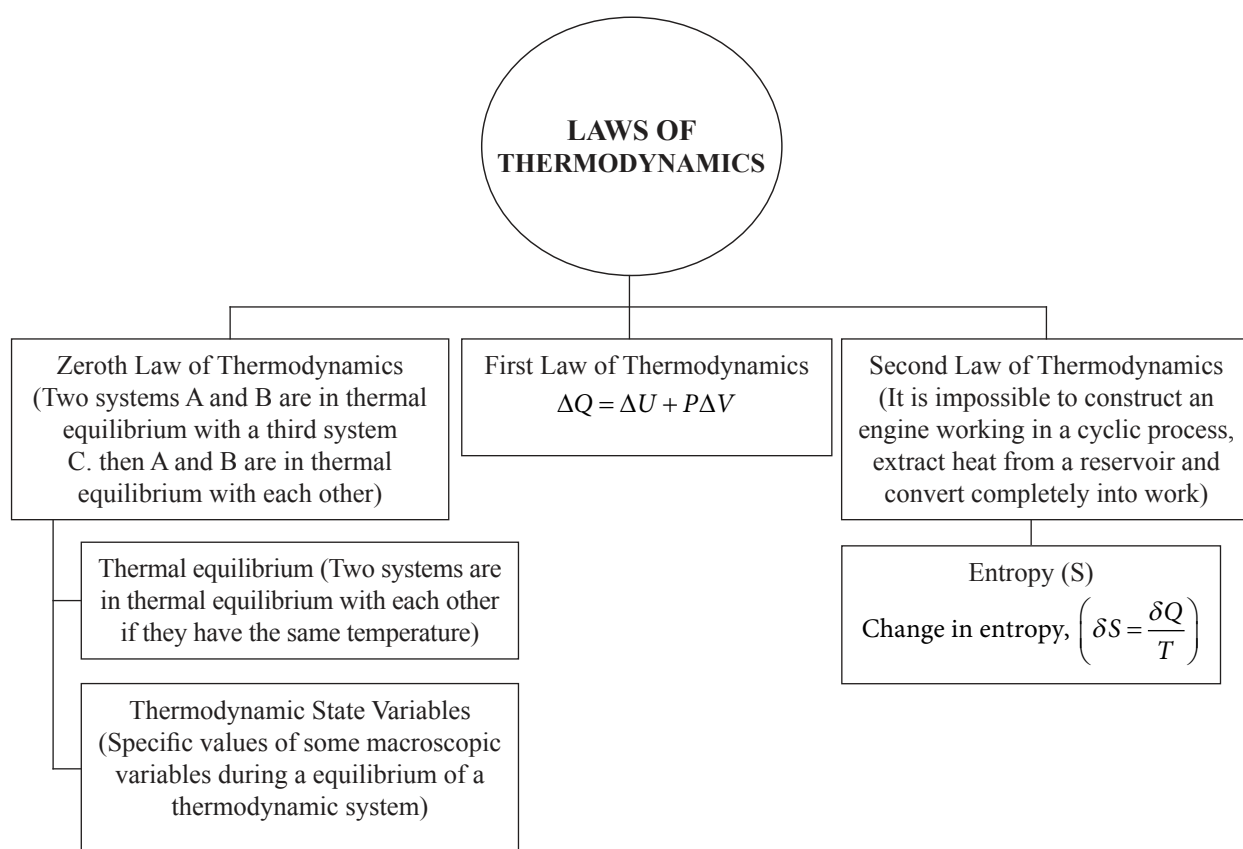 LAWS OF
THERMODYNAMICS
Zeroth Law of Thermodynamics
(Two systems A and B are in thermal
equilibrium with a third system
C. then A and B are in thermal
equilibrium with each other)
Thermal equilibrium (Two systems are
in thermal equilibrium with each other
if they have the same temperature)
Thermodynamic State Variables
(Specific values of some macroscopic
variables during a equilibrium of a
thermodynamic system)
First Law of Thermodynamics
ΔQ = ΔU + PΔV
Second Law of Thermodynamics
(It is impossible to construct an
engine working in a cyclic process,
extract heat from a reservoir and
convert completely into work)
Entropy (S)
Change in entropy, (δS = δQ/T)